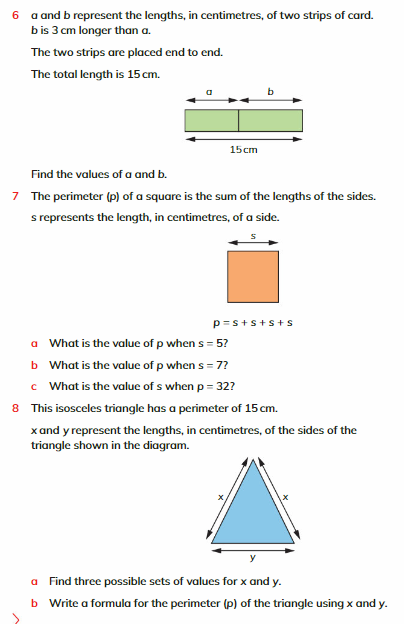 6 a and b represent the lengths, in centimetres, of two strips of card.
b is 3 cm longer than a.
The two strips are placed end to end.
The total length is 15 cm.
a b
15 cm
Find the values of a and b.
7 The perimeter (p) of a square is the sum of the lengths of the sides.
s represents the length, in centimetres, of a side.
s
p = s + s + s + s
a What is the value of p when s = 5?
b What is the value of p when s = 7?
c What is the value of s when p = 32?
8 This isosceles triangle has a perimeter of 15 cm.
x and y represent the lengths, in centimetres, of the sides of the
triangle shown in the diagram.
x x
y
a Find three possible sets of values for x and y.
b Write a formula for the perimeter (p) of the triangle using x and y.